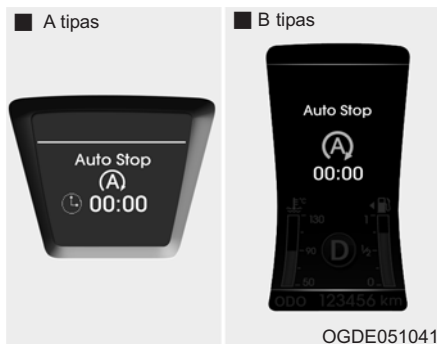 A tipas
Auto Stop
(A)
00:00
B tipas
Auto Stop
(A)
00:00
°C
130
90
50
D
1
½
0
ODO 123456 km
OGDE051041